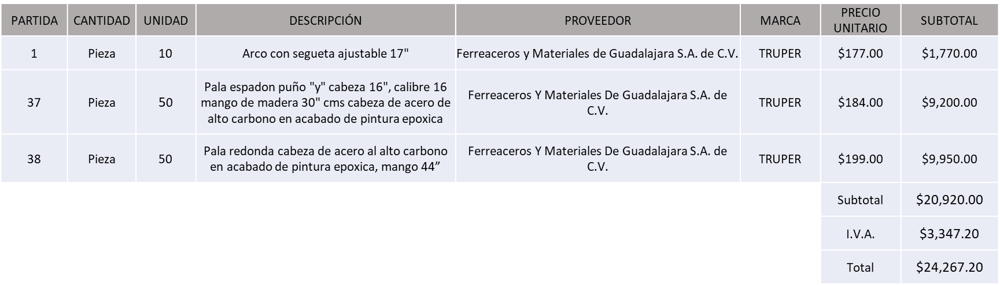 PARTIDA CANTIDAD UNIDAD DESCRIPCIÓN PROVEEDOR MARCA PRECIO UNITARIO SUBTOTAL
1 Pieza 10 Arco con segueta ajustable 17" Ferreaceros y Materiales de Guadalajara S.A. de C.V. TRUPER $177.00 $1,770.00
37 Pieza 50 Pala espadon puño "y" cabeza 16", calibre 16 mango de madera 30" cms cabeza de acero de alto carbono en acabado de pintura epoxica Ferreaceros Y Materiales De Guadalajara S.A. de C.V. TRUPER $184.00 $9,200.00
38 Pieza 50 Pala redonda cabeza de acero al alto carbono en acabado de pintura epoxica, mango 44” Ferreaceros Y Materiales De Guadalajara S.A. de C.V. TRUPER $199.00 $9,950.00
Subtotal $20,920.00
I.V.A. $3,347.20
Total $24,267.20